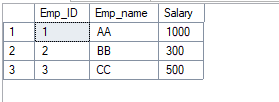 Emp_ID Emp_name Salary
1 1 AA 1000
2 2 BB 300
3 3 CC 500